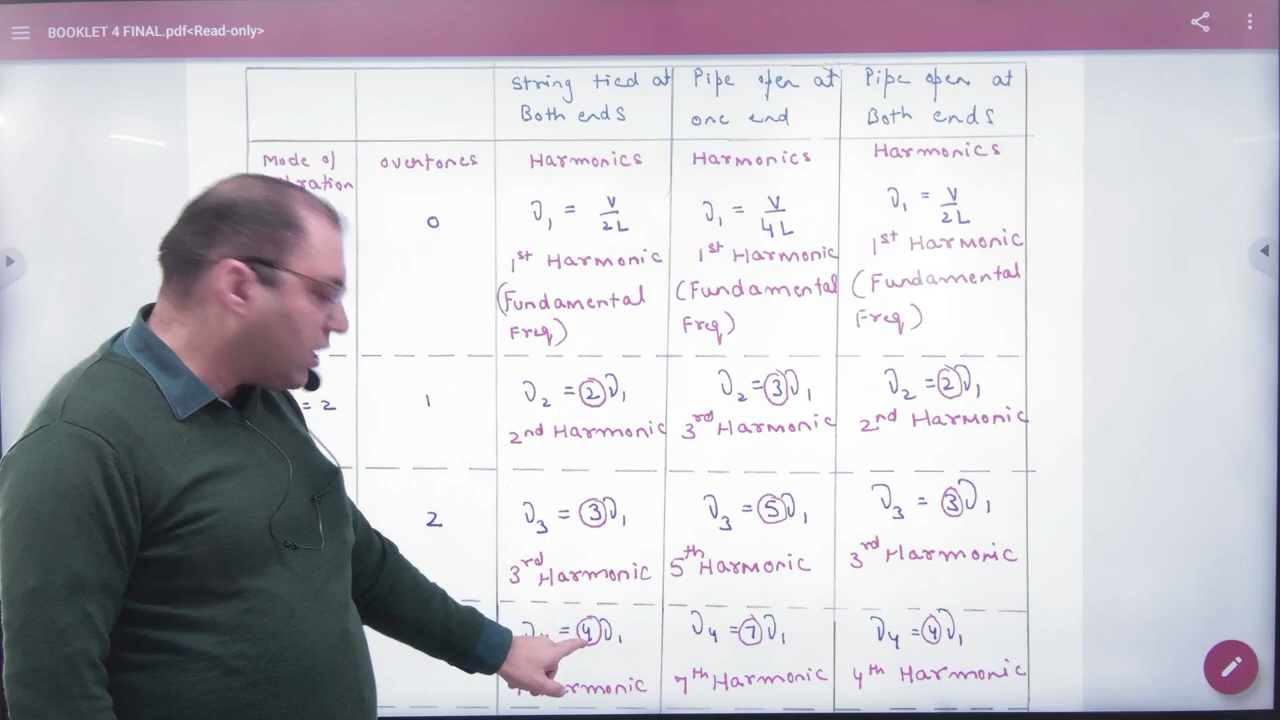 BOOKLET 4 FINAL.pdf<Read-only>
String tied at Both ends
Pipe open at one end
Pipe open at Both ends
Mode of
overtones
Harmonics
Harmonics
Harmonics
0
ν₁ = V/2L
1st Harmonic
(Fundamental
Freq)
ν₁ = V/4L
1st Harmonic
(Fundamental
Freq)
ν₁ = V/2L
1st Harmonic
(Fundamental
Freq)
= 2
1
ν₂ = 2ν₁
2nd Harmonic
ν₂ = 3ν₁
3rd Harmonic
ν₂ = 2ν₁
2nd Harmonic
2
ν₃ = 3ν₁
3rd Harmonic
ν₃ = 5ν₁
5th Harmonic
ν₃ = 3ν₁
3rd Harmonic
= 4ν₁
ν₄ = 7ν₁
7th Harmonic
ν₄ = 4ν₁
4th Harmonic